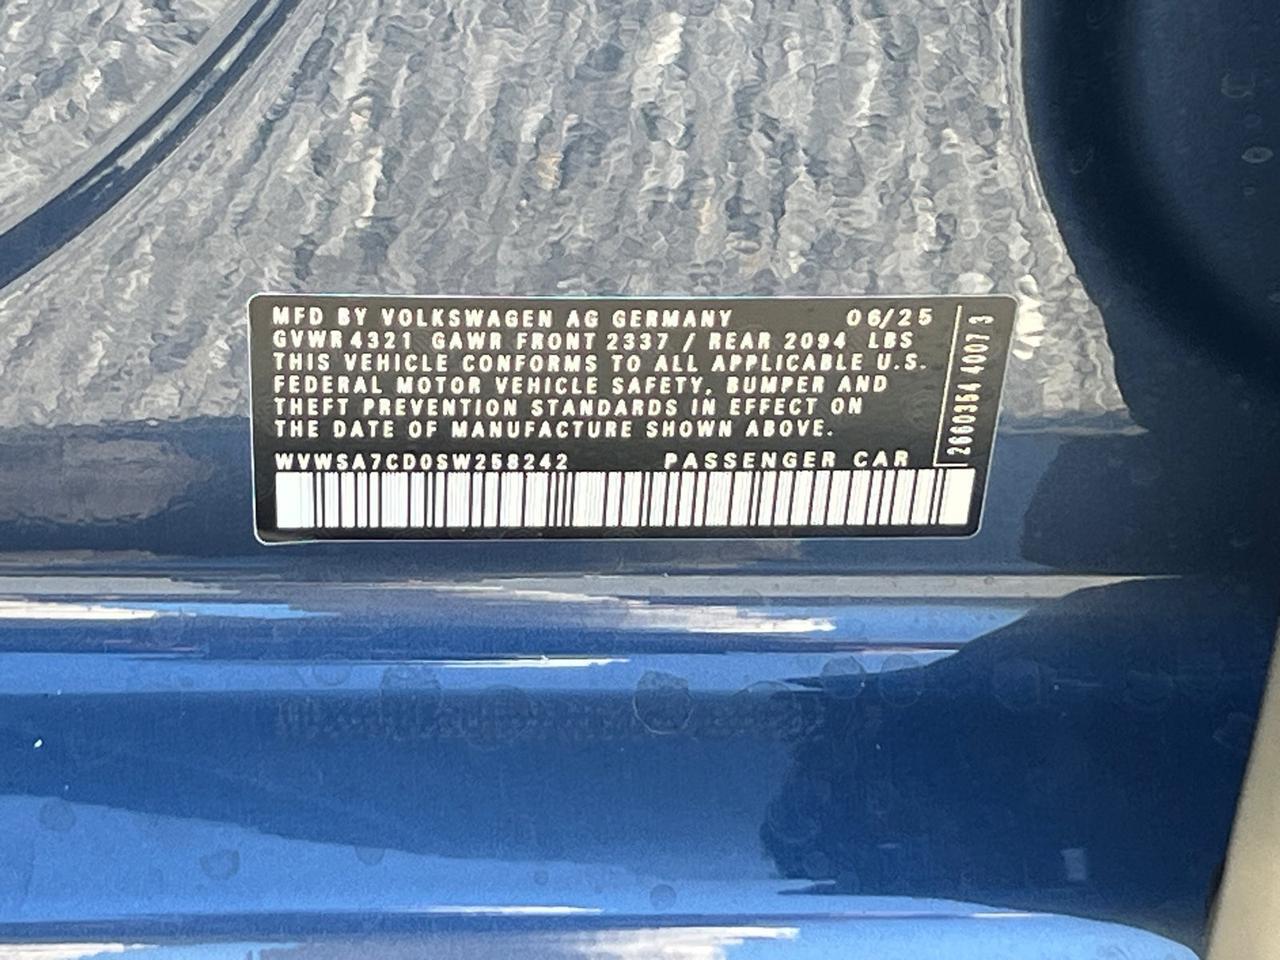 MFD BY VOLKSWAGEN AG GERMANY 06/25
GVWR 4321 GAWR FRONT 2337 / REAR 2094 LBS
THIS VEHICLE CONFORMS TO ALL APPLICABLE U.S.
FEDERAL MOTOR VEHICLE SAFETY, BUMPER AND
THEFT PREVENTION STANDARDS IN EFFECT ON
THE DATE OF MANUFACTURE SHOWN ABOVE.
WVWSA7CD0SW258242 PASSENGER CAR
2660354 4007 3